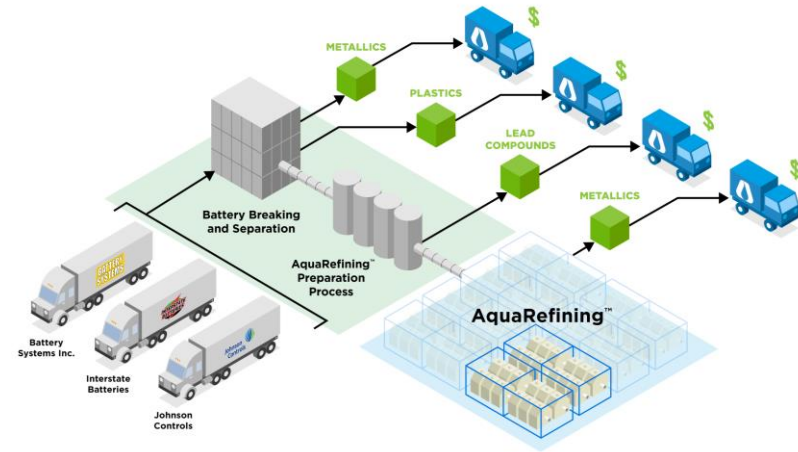 METALLICS
$
PLASTICS
$
LEAD
COMPOUNDS
$
METALLICS
$
Battery Breaking
and Separation
AquaRefining™
Preparation
Process
AquaRefining™
BATTERY
SYSTEMS
Battery
Systems Inc.
Interstate
Batteries
Johnson
Controls
Johnson
Controls